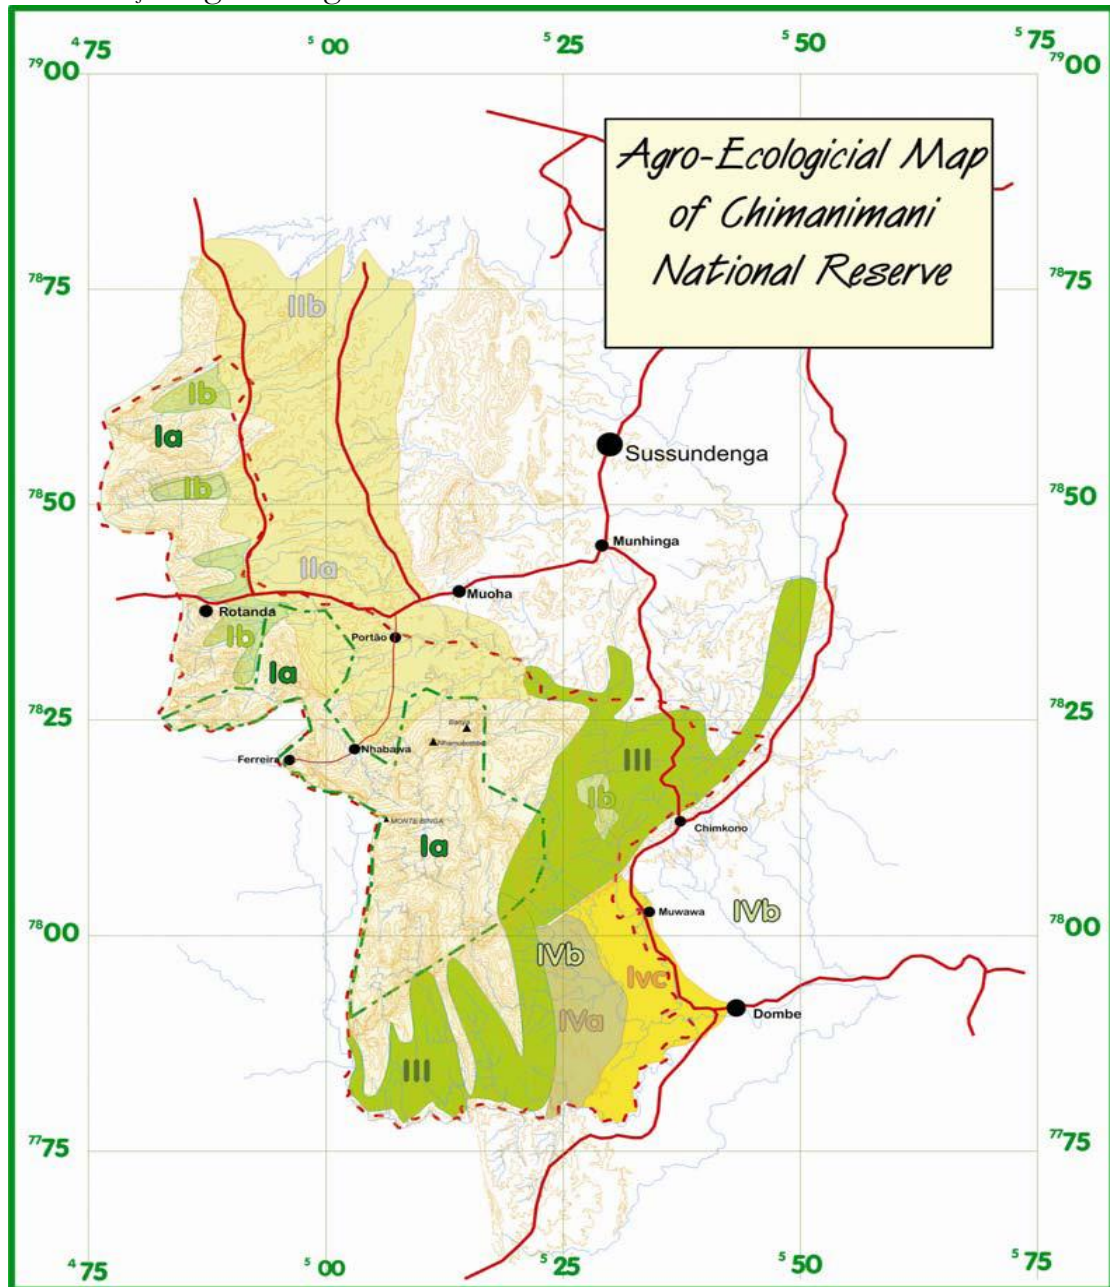 475 500 525 550 575
7900 7900
Agro-Ecologicial Map
of Chimanimani
National Reserve
7875 7875
IIb
Ib
Ia
Sussundenga
Ib
7850 7850
Munhinga
IIa
Muoha
Rotanda
Ib
Portão
Ia
7825 7825
III
Nhabawa
Ferreira
Ib
MONTE BINGA
Chimkono
Ia
Muwawa
IVb
7800 7800
IVb
Ivc
Dombe
IVa
III
7775 7775
475 500 525 550 575